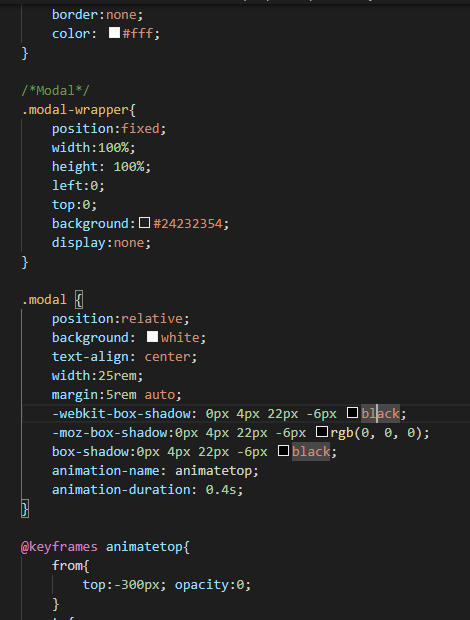 border:none;
color: #fff;
}
/*Modal*/
.modal-wrapper{
position:fixed;
width:100%;
height: 100%;
left:0;
top:0;
background:#24232354;
display:none;
}
.modal {
position:relative;
background: white;
text-align: center;
width:25rem;
margin:5rem auto;
-webkit-box-shadow: 0px 4px 22px -6px black;
-moz-box-shadow:0px 4px 22px -6px rgb(0, 0, 0);
box-shadow:0px 4px 22px -6px black;
animation-name: animatetop;
animation-duration: 0.4s;
}
@keyframes animatetop{
from{
top:-300px; opacity:0;
}